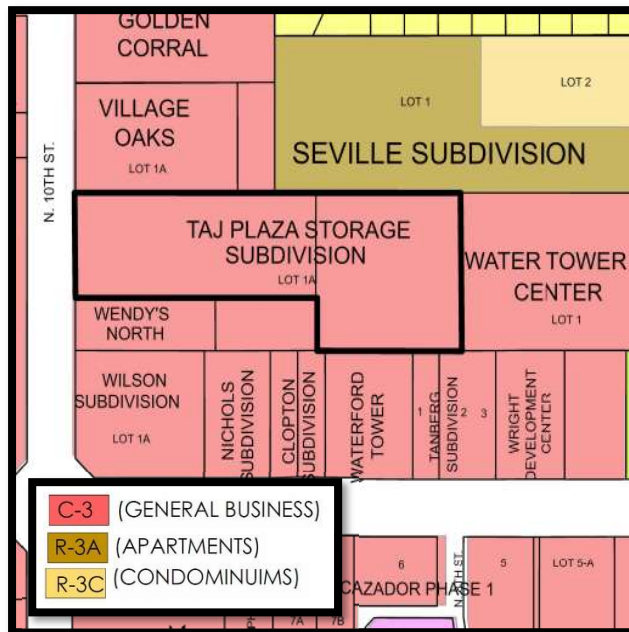 GOLDEN
CORRAL
LOT 2
LOT 1
VILLAGE
OAKS
LOT 1A
SEVILLE SUBDIVISION
N. 10TH ST.
TAJ PLAZA STORAGE
SUBDIVISION
LOT 1A
WATER TOWER
CENTER
LOT 1
WENDY'S
NORTH
WILSON
SUBDIVISION
LOT 1A
NICHOLS
SUBDIVISION
CLOPTON
SUBDIVISION
WATERFORD
TOWER
1
TANBERG
SUBDIVISION
2
3
WRIGHT
DEVELOPMENT
CENTER
C-3 (GENERAL BUSINESS)
R-3A (APARTMENTS)
R-3C (CONDOMINUIMS)
6
5
LOT 5-A
CAZADOR PHASE 1
7A
7B